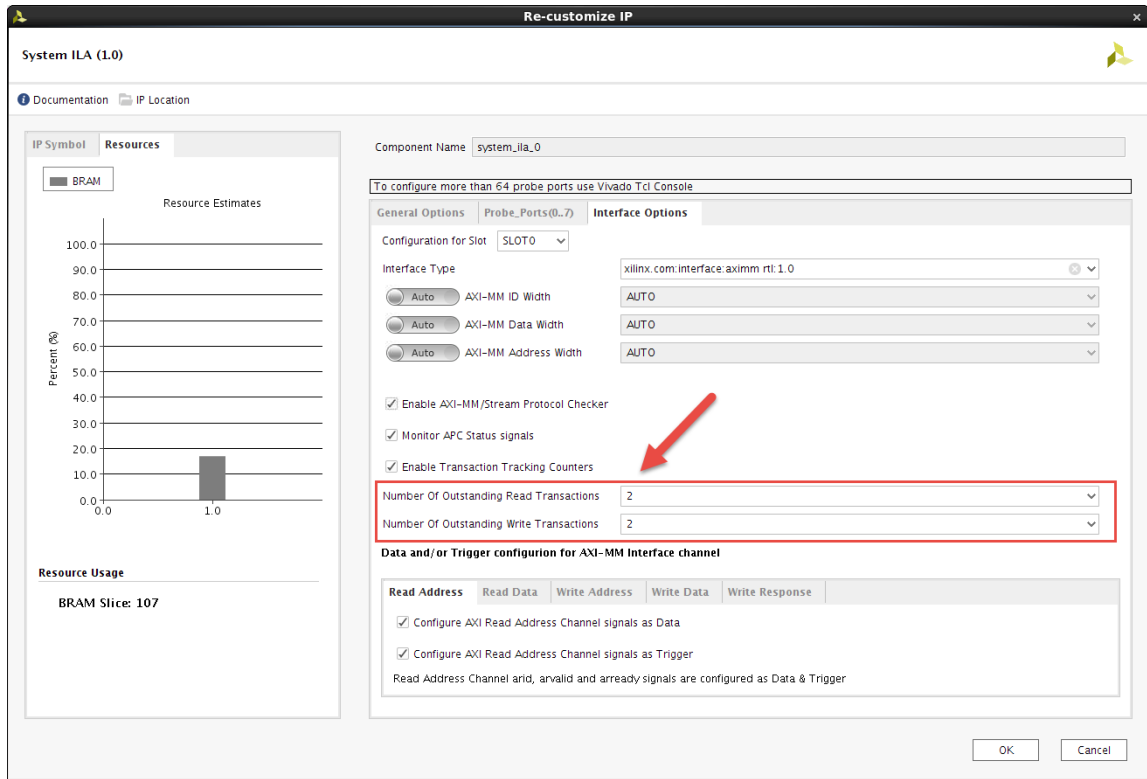 Re-customize IP
System ILA (1.0)
Documentation IP Location
IP Symbol Resources
BRAM
Resource Estimates
100.0
90.0
80.0
70.0
60.0
50.0
40.0
30.0
20.0
10.0
0.0
Percent (%)
0.0 1.0
Resource Usage
BRAM Slice: 107
Component Name system_ila_0
To configure more than 64 probe ports use Vivado Tcl Console
General Options Probe_Ports(0..7) Interface Options
Configuration for Slot SLOT0
Interface Type xilinx.com:interface:aximm rtl:1.0
Auto AXI-MM ID Width AUTO
Auto AXI-MM Data Width AUTO
Auto AXI-MM Address Width AUTO
Enable AXI-MM/Stream Protocol Checker
Monitor APC Status signals
Enable Transaction Tracking Counters
Number Of Outstanding Read Transactions 2
Number Of Outstanding Write Transactions 2
Data and/or Trigger configurion for AXI-MM Interface channel
Read Address Read Data Write Address Write Data Write Response
Configure AXI Read Address Channel signals as Data
Configure AXI Read Address Channel signals as Trigger
Read Address Channel arid, arvalid and arready signals are configured as Data & Trigger
OK Cancel